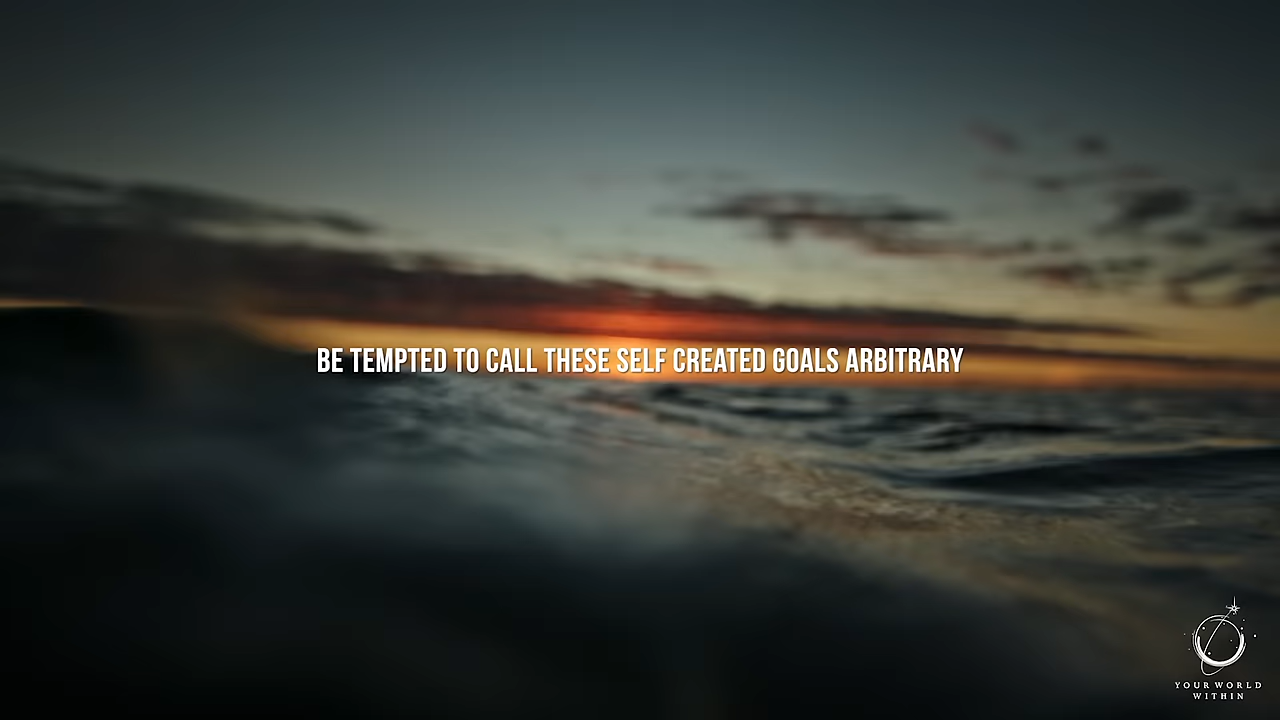 BE TEMPTED TO CALL THESE SELF CREATED GOALS ARBITRARY
YOUR WORLD
WITHIN